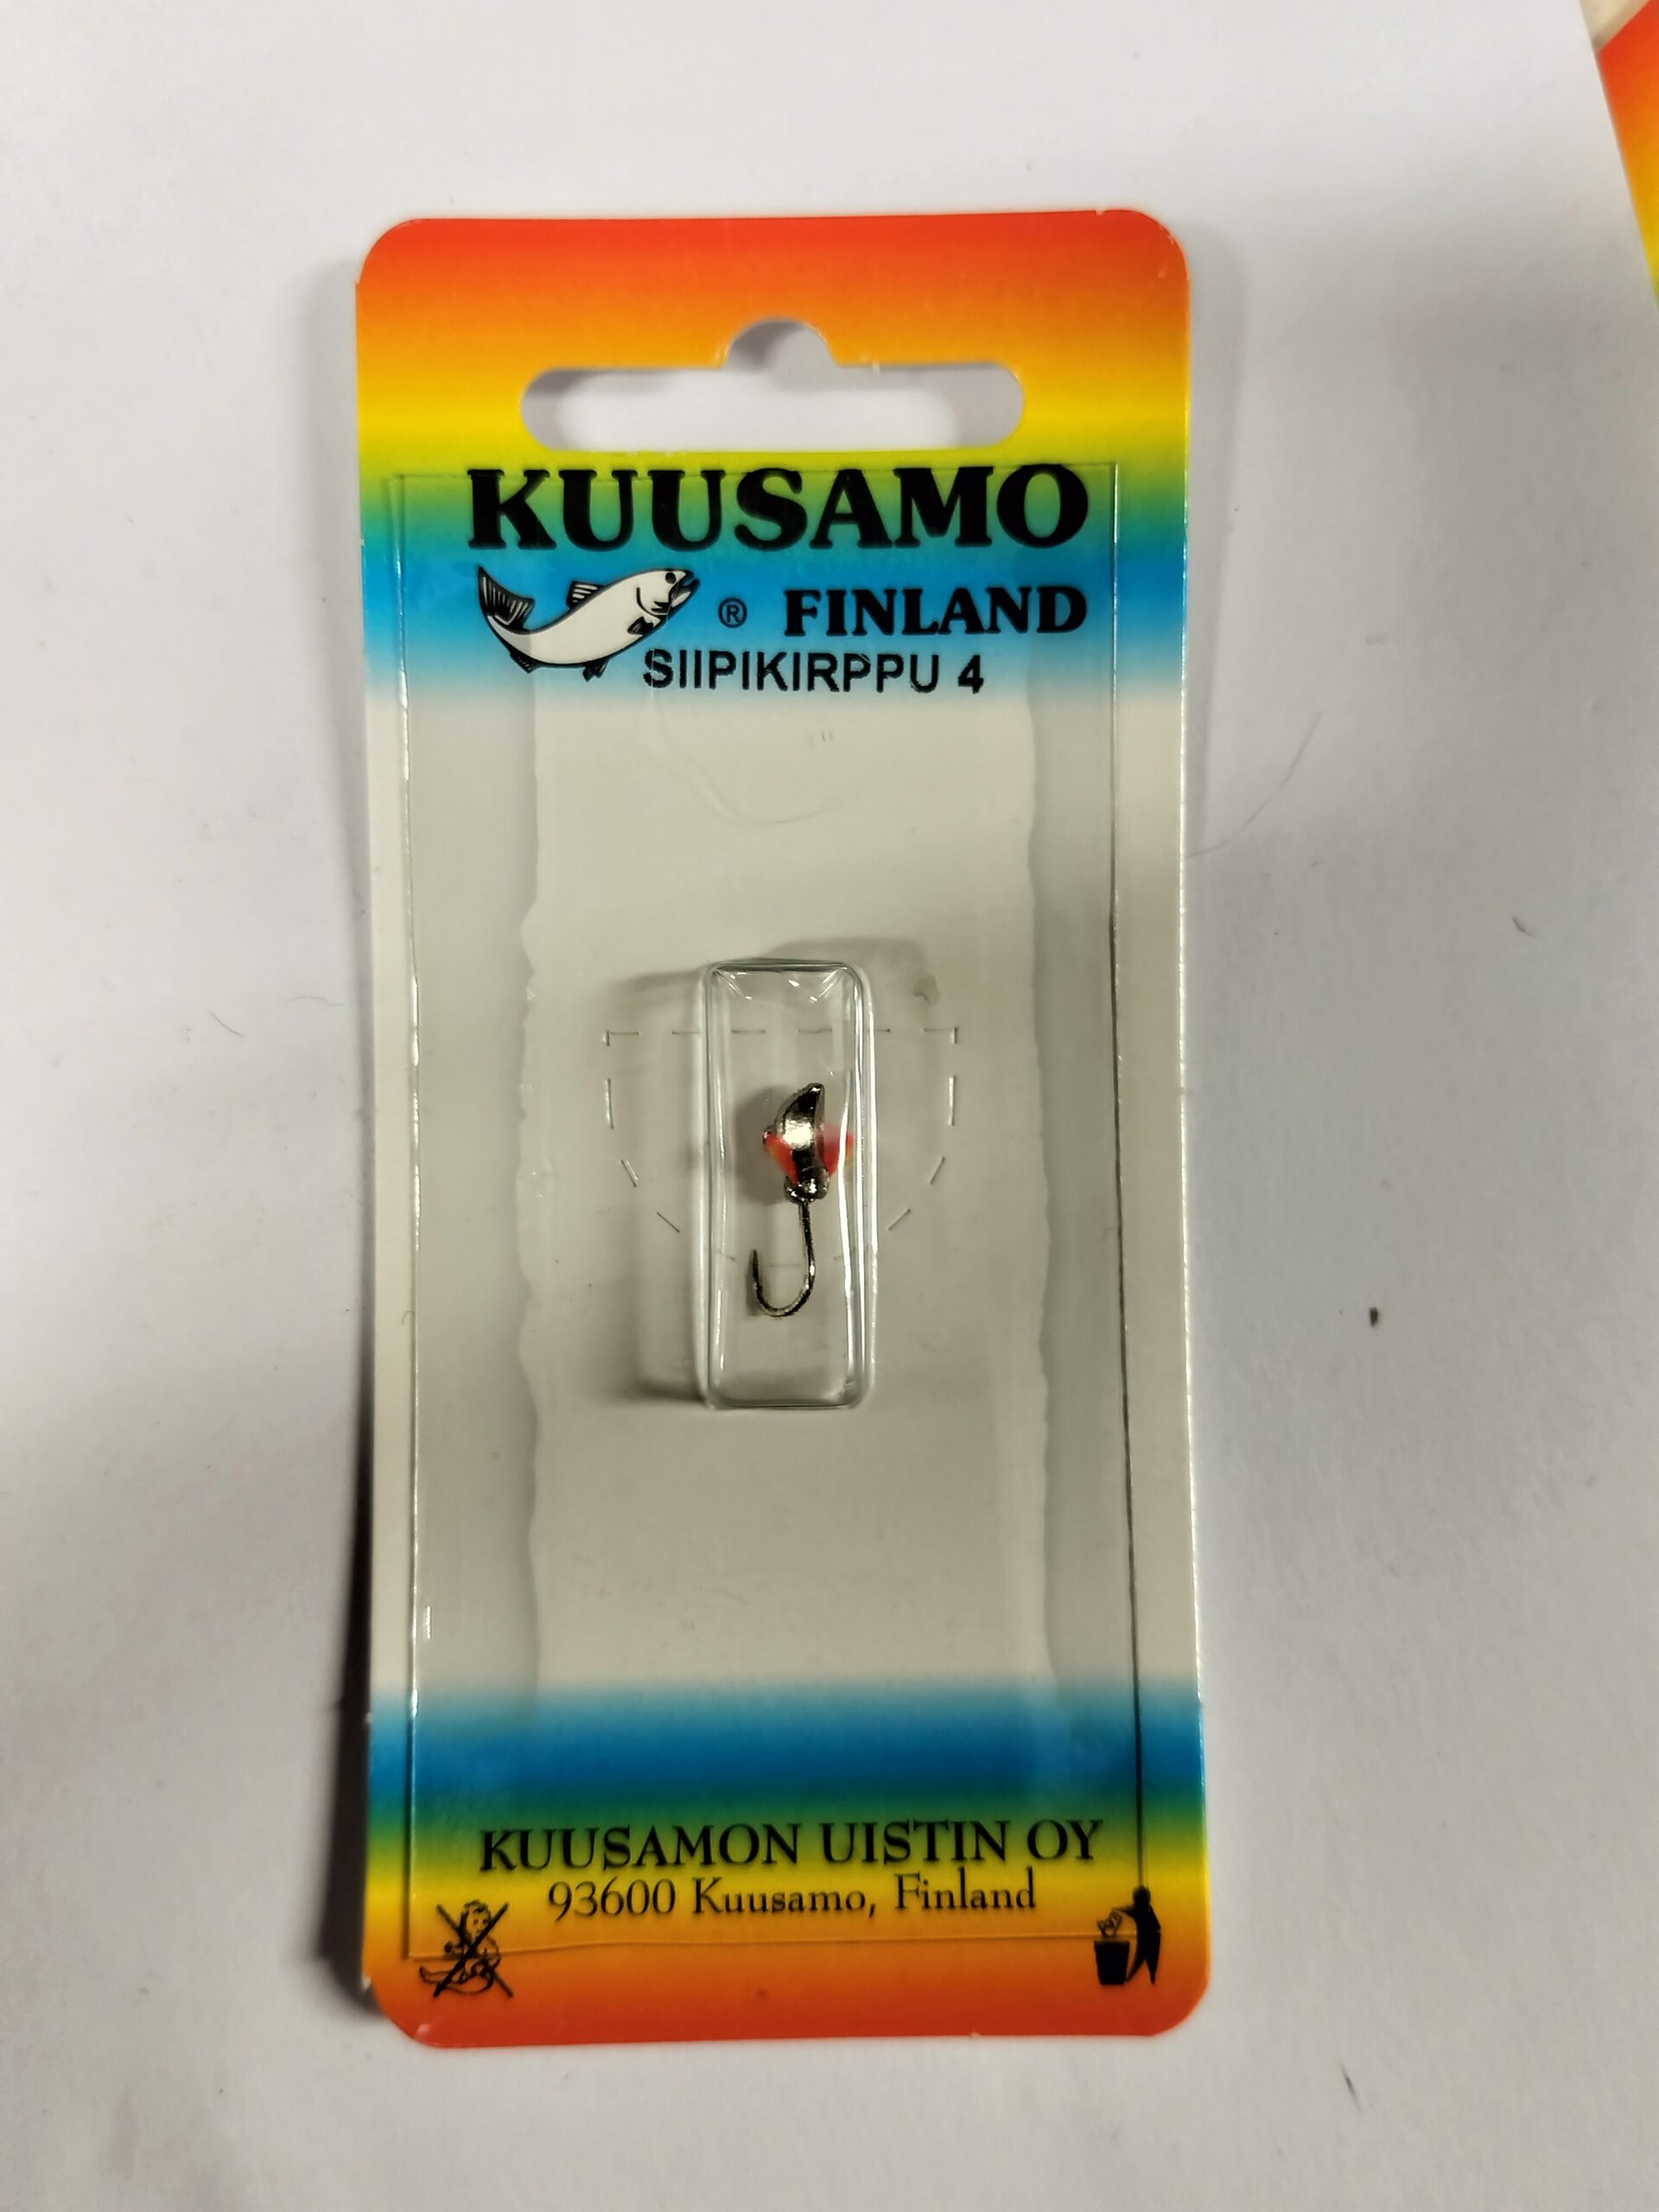 KUUSAMO
® FINLAND
SIIPIKIRPPU 4
KUUSAMON UISTIN OY
93600 Kuusamo, Finland